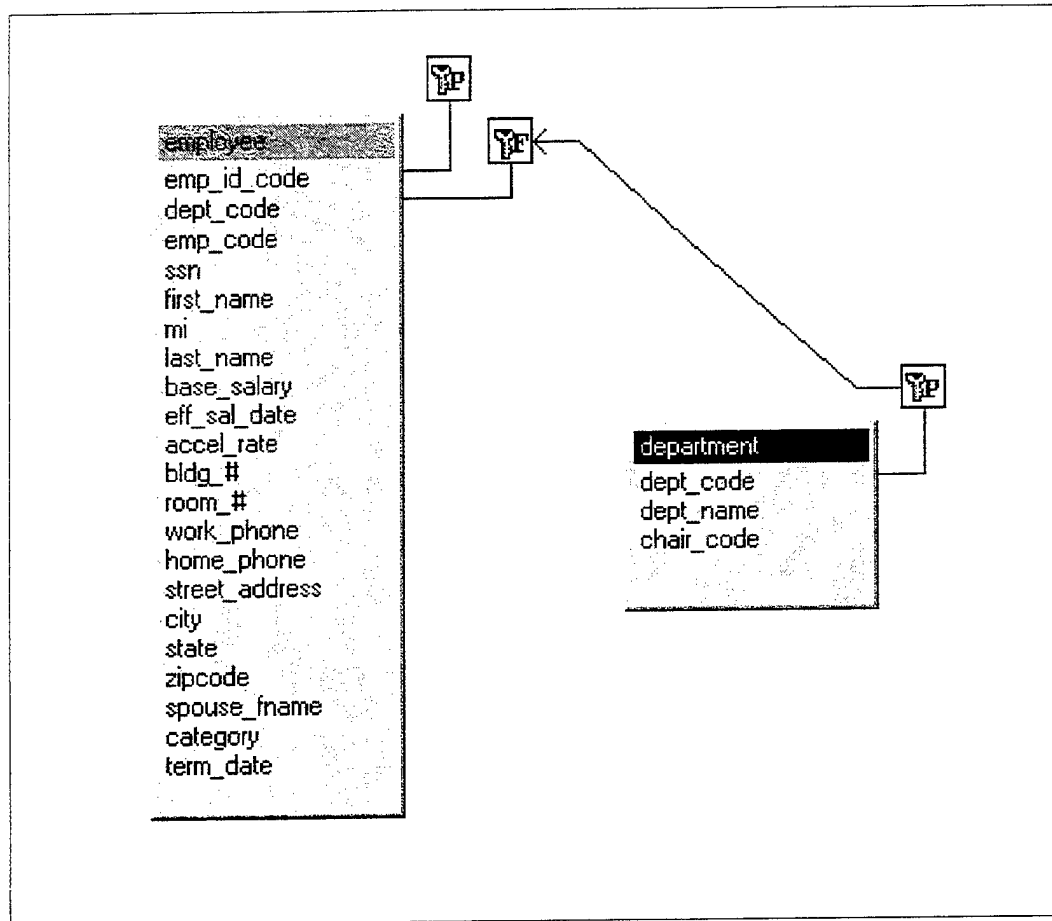 P
employee
F
emp_id_code
dept_code
emp_code
ssn
first_name
mi
last_name
base_salary
eff_sal_date
accel_rate
bldg_#
room_#
work_phone
home_phone
street_address
city
state
zipcode
spouse_fname
category
term_date
P
department
dept_code
dept_name
chair_code